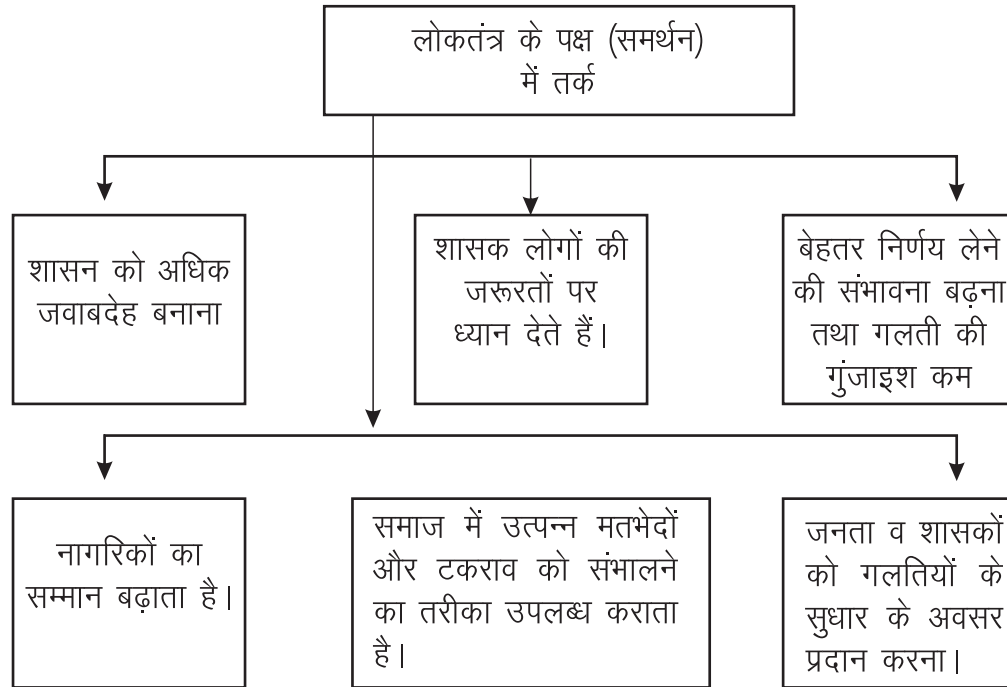 लोकतंत्र के पक्ष (समर्थन)
में तर्क
शासन को अधिक
जवाबदेह बनाना
शासक लोगों की
जरूरतों पर
ध्यान देते हैं।
बेहतर निर्णय लेने
की संभावना बढ़ना
तथा गलती की
गुंजाइश कम
नागरिकों का
सम्मान बढ़ाता है।
समाज में उत्पन्न मतभेदों
और टकराव को संभालने
का तरीका उपलब्ध कराता
है।
जनता व शासकों
को गलतियों के
सुधार के अवसर
प्रदान करना।